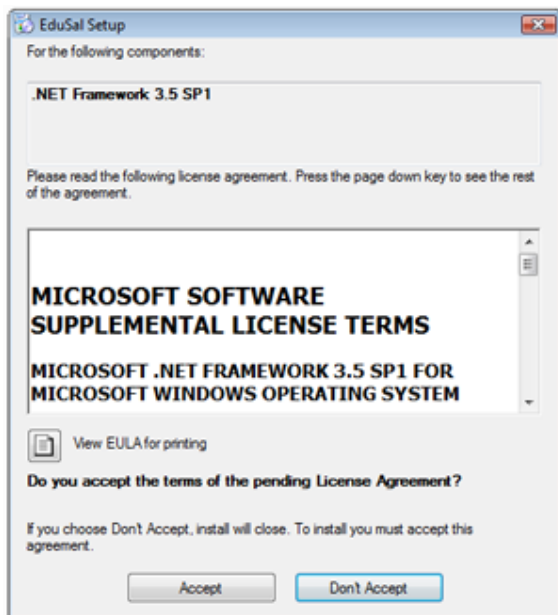 EduSal Setup
For the following components:
.NET Framework 3.5 SP1
Please read the following license agreement. Press the page down key to see the rest
of the agreement.
MICROSOFT SOFTWARE
SUPPLEMENTAL LICENSE TERMS
MICROSOFT .NET FRAMEWORK 3.5 SP1 FOR
MICROSOFT WINDOWS OPERATING SYSTEM
View EULA for printing
Do you accept the terms of the pending License Agreement?
If you choose Don't Accept, install will close. To install you must accept this
agreement.
Accept
Don't Accept